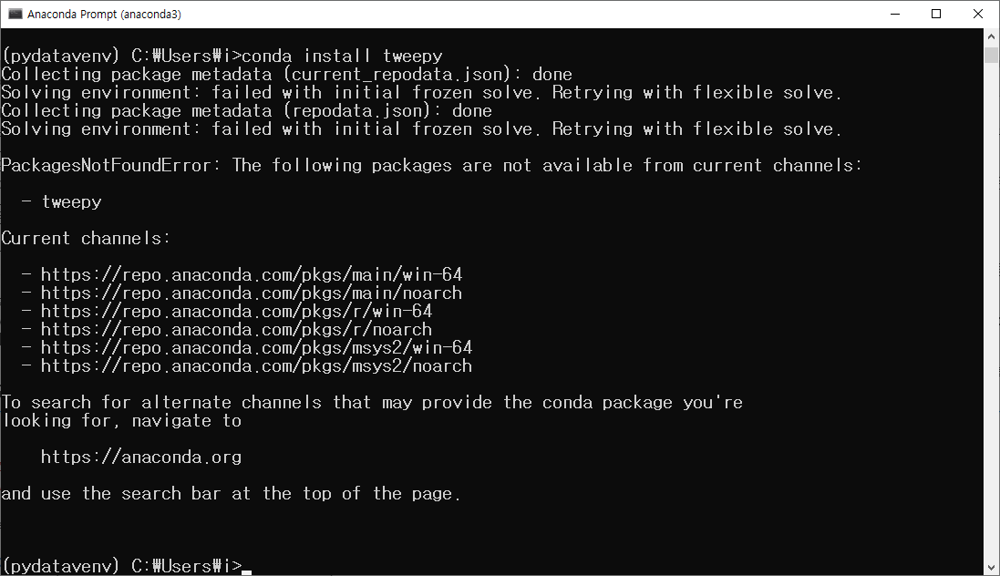 Anaconda Prompt (anaconda3)
(pydatavenv) C:₩Users₩i>conda install tweepy
Collecting package metadata (current_repodata.json): done
Solving environment: failed with initial frozen solve. Retrying with flexible solve.
Collecting package metadata (repodata.json): done
Solving environment: failed with initial frozen solve. Retrying with flexible solve.
PackagesNotFoundError: The following packages are not available from current channels:
- tweepy
Current channels:
- https://repo.anaconda.com/pkgs/main/win-64
- https://repo.anaconda.com/pkgs/main/noarch
- https://repo.anaconda.com/pkgs/r/win-64
- https://repo.anaconda.com/pkgs/r/noarch
- https://repo.anaconda.com/pkgs/msys2/win-64
- https://repo.anaconda.com/pkgs/msys2/noarch
To search for alternate channels that may provide the conda package you're
looking for, navigate to
https://anaconda.org
and use the search bar at the top of the page.
(pydatavenv) C:₩Users₩i>